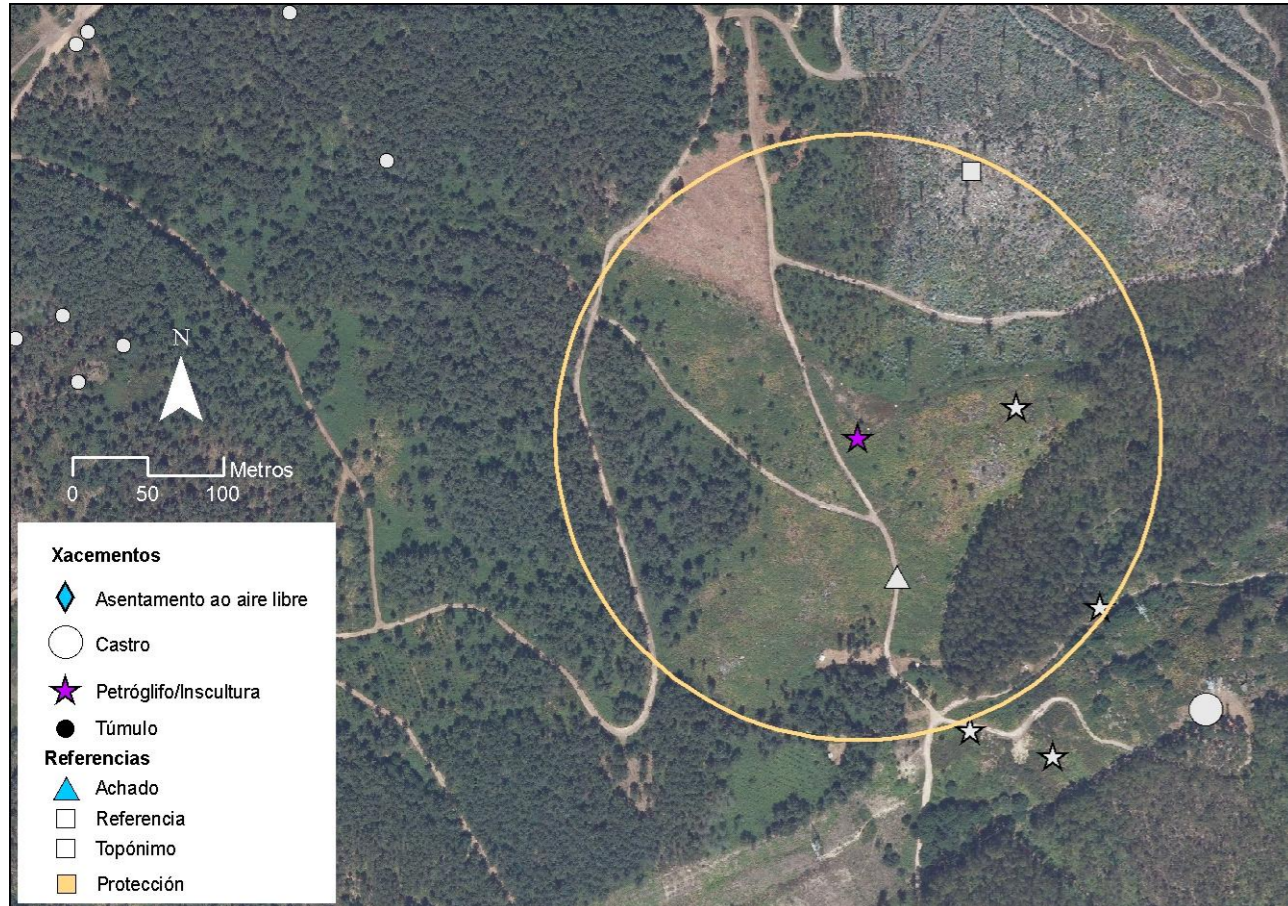 N
Metros
0 50 100
Xacementos
Asentamento ao aire libre
Castro
Petróglifo/Inscultura
Túmulo
Referencias
Achado
Referencia
Topónimo
Protección